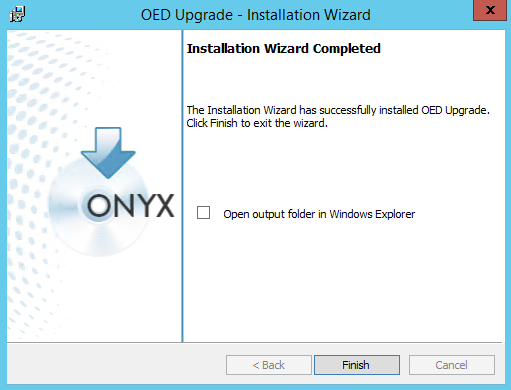 OED Upgrade - Installation Wizard
X
Installation Wizard Completed
The Installation Wizard has successfully installed OED Upgrade.
Click Finish to exit the wizard.
ONYX
Open output folder in Windows Explorer
< Back
Finish
Cancel